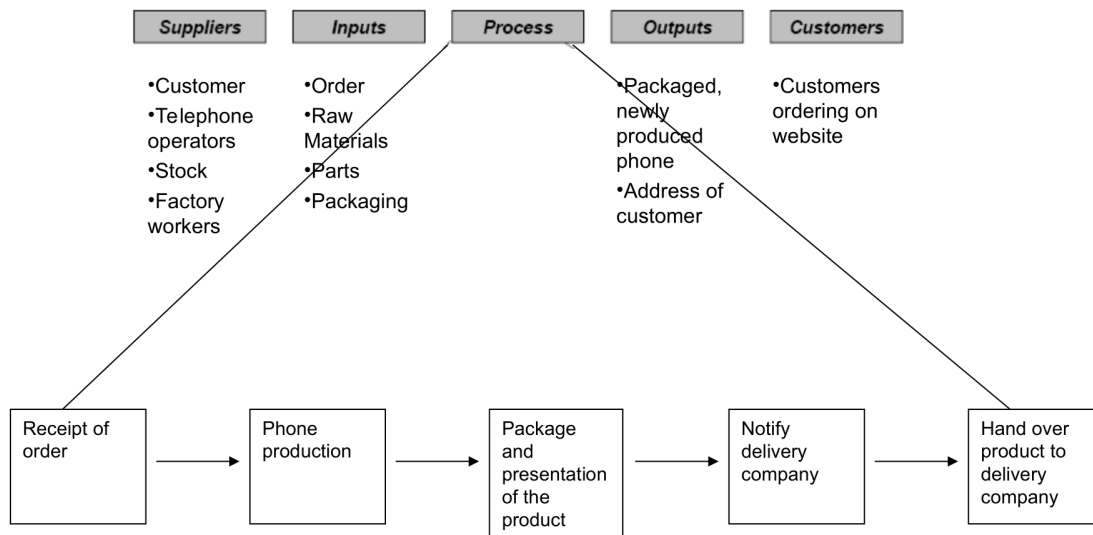 Suppliers
Inputs
Process
Outputs
Customers
•Customer
•Telephone
operators
•Stock
•Factory
workers
•Order
•Raw
Materials
•Parts
•Packaging
•Packaged,
newly
produced
phone
•Address of
customer
•Customers
ordering on
website
Receipt of
order
Phone
production
Package
and
presentation
of the
product
Notify
delivery
company
Hand over
product to
delivery
company